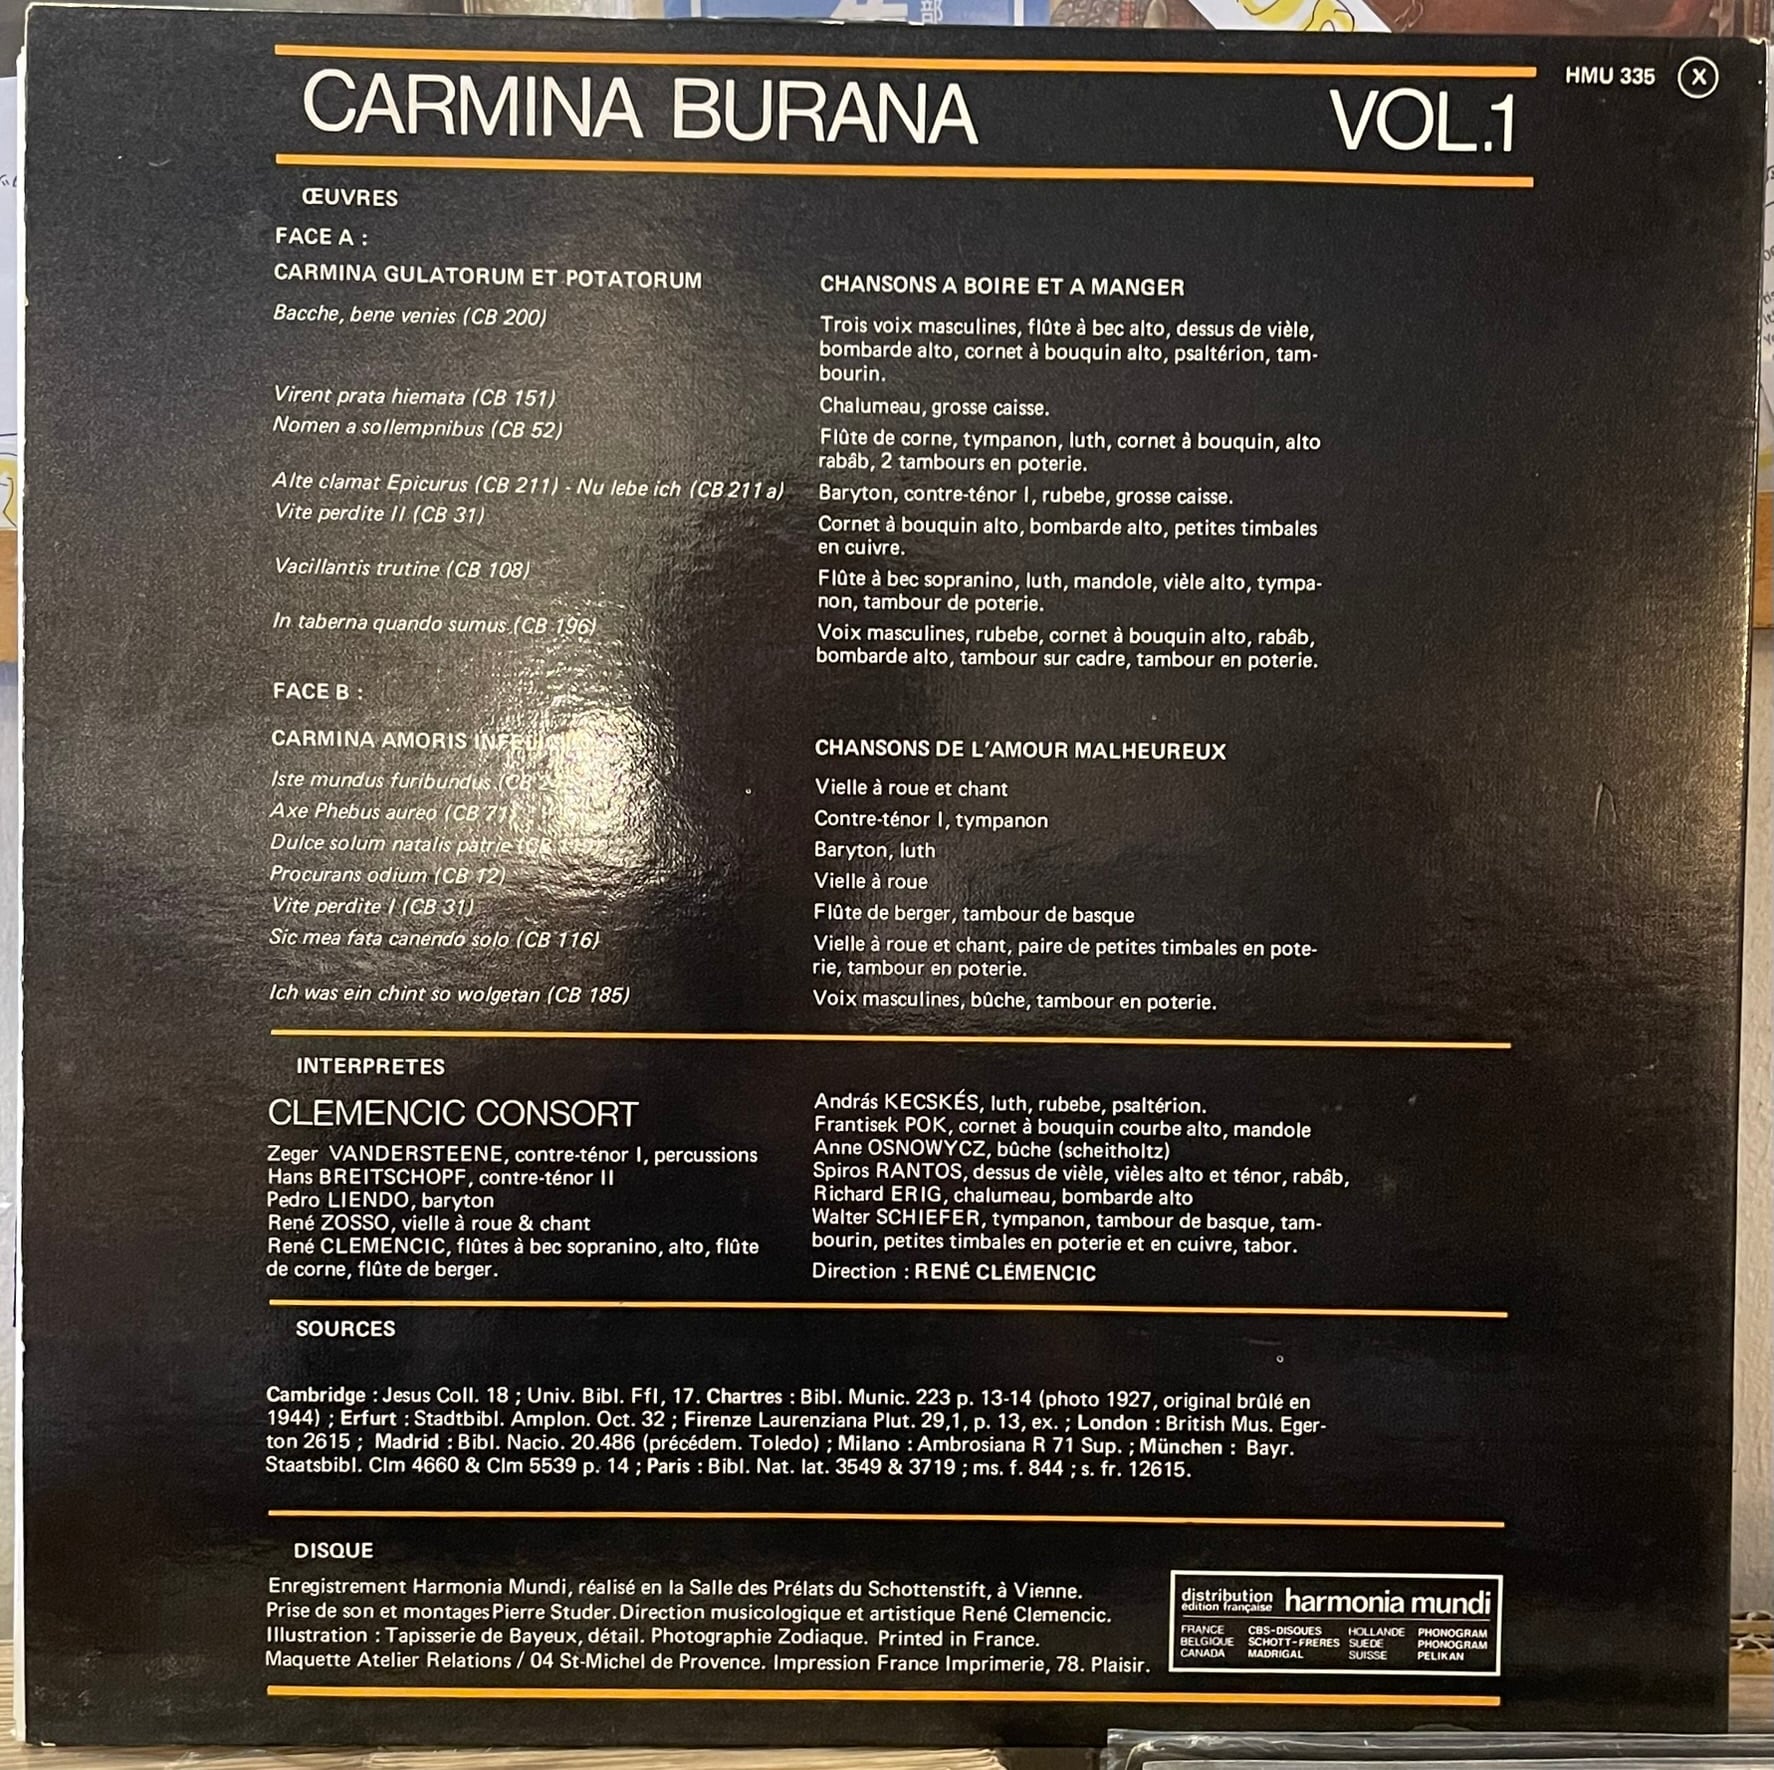 CARMINA BURANA VOL.1 HMU 335 X
ŒUVRES
FACE A :
CARMINA GULATORUM ET POTATORUM
CHANSONS A BOIRE ET A MANGER
Bacche, bene venies (CB 200)
Trois voix masculines, flûte à bec alto, dessus de vièle,
bombarde alto, cornet à bouquin alto, psaltérion, tam-
bourin.
Virent prata hiemata (CB 151)
Chalumeau, grosse caisse.
Nomen a sollempnibus (CB 52)
Flûte de corne, tympanon, luth, cornet à bouquin, alto
rabâb, 2 tambours en poterie.
Alte clamat Epicurus (CB 211) - Nu lebe ich (CB 211 a)
Baryton, contre-ténor I, rubebe, grosse caisse.
Vite perdite II (CB 31)
Cornet à bouquin alto, bombarde alto, petites timbales
en cuivre.
Vacillantis trutine (CB 108)
Flûte à bec sopranino, luth, mandole, vièle alto, tympa-
non, tambour de poterie.
In taberna quando sumus (CB 196)
Voix masculines, rubebe, cornet à bouquin alto, rabâb,
bombarde alto, tambour sur cadre, tambour en poterie.
FACE B :
CARMINA AMORIS
CHANSONS DE L'AMOUR MALHEUREUX
Iste mundus furibundus (CB
Vielle à roue et chant
Axe Phebus aureo (CB 71)
Contre-ténor I, tympanon
Dulce solum natalis patrie
Baryton, luth
Procurans odium (CB 12)
Vielle à roue
Vite perdite I (CB 31)
Flûte de berger, tambour de basque
Sic mea fata canendo solo (CB 116)
Vielle à roue et chant, paire de petites timbales en pote-
rie, tambour en poterie.
Ich was ein chint so wolgetan (CB 185)
Voix masculines, bûche, tambour en poterie.
INTERPRETES
CLEMENCIC CONSORT
Zeger VANDERSTEENE, contre-ténor I, percussions
Hans BREITSCHOPF, contre-ténor II
Pedro LIENDO, baryton
René ZOSSO, vielle à roue & chant
René CLEMENCIC, flûtes à bec sopranino, alto, flûte
de corne, flûte de berger.
András KECSKÉS, luth, rubebe, psaltérion.
Frantisek POK, cornet à bouquin courbe alto, mandole
Anne OSNOWYCZ, bûche (scheitholtz)
Spiros RANTOS, dessus de vièle, vièles alto et ténor, rabâb,
Richard ERIG, chalumeau, bombarde alto
Walter SCHIEFER, tympanon, tambour de basque, tam-
bourin, petites timbales en poterie et en cuivre, tabor.
Direction : RENÉ CLÉMENCIC
SOURCES
Cambridge : Jesus Coll. 18 ; Univ. Bibl. FfI, 17. Chartres : Bibl. Munic. 223 p. 13-14 (photo 1927, original brûlé en
1944) ; Erfurt : Stadtbibl. Amplon. Oct. 32 ; Firenze Laurenziana Plut. 29,1, p. 13, ex. ; London : British Mus. Eger-
ton 2615 ; Madrid : Bibl. Nacio. 20.486 (précédem. Toledo) ; Milano : Ambrosiana R 71 Sup. ; München : Bayr.
Staatsbibl. Clm 4660 & Clm 5539 p. 14 ; Paris : Bibl. Nat. lat. 3549 & 3719 ; ms. f. 844 ; s. fr. 12615.
DISQUE
Enregistrement Harmonia Mundi, réalisé en la Salle des Prélats du Schottenstift, à Vienne.
Prise de son et montages Pierre Studer. Direction musicologique et artistique René Clemencic.
Illustration : Tapisserie de Bayeux, détail. Photographie Zodiaque. Printed in France.
Maquette Atelier Relations / 04 St-Michel de Provence. Impression France Imprimerie, 78. Plaisir.
distribution
édition française
harmonia mundi
FRANCE CBS-DISQUES HOLLANDE PHONOGRAM
BELGIQUE SCHOTT-FRERES SUEDE PHONOGRAM
CANADA MADRIGAL SUISSE PELIKAN
部